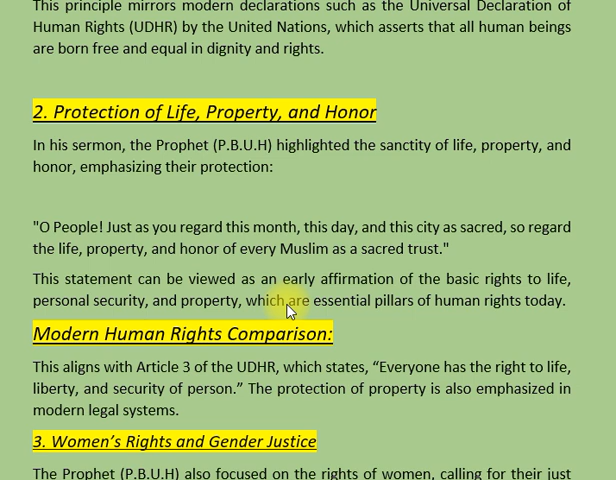 This principle mirrors modern declarations such as the Universal Declaration of
Human Rights (UDHR) by the United Nations, which asserts that all human beings
are born free and equal in dignity and rights.
2. Protection of Life, Property, and Honor
In his sermon, the Prophet (P.B.U.H) highlighted the sanctity of life, property, and
honor, emphasizing their protection:
"O People! Just as you regard this month, this day, and this city as sacred, so regard
the life, property, and honor of every Muslim as a sacred trust."
This statement can be viewed as an early affirmation of the basic rights to life,
personal security, and property, which are essential pillars of human rights today.
Modern Human Rights Comparison:
This aligns with Article 3 of the UDHR, which states, “Everyone has the right to life,
liberty, and security of person.” The protection of property is also emphasized in
modern legal systems.
3. Women’s Rights and Gender Justice
The Prophet (P.B.U.H) also focused on the rights of women, calling for their just